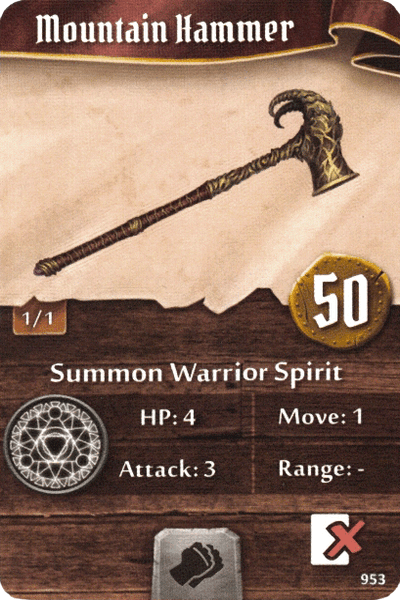 Mountain Hammer
50
1/1
Summon Warrior Spirit
HP: 4
Move: 1
Attack: 3
Range: -
953